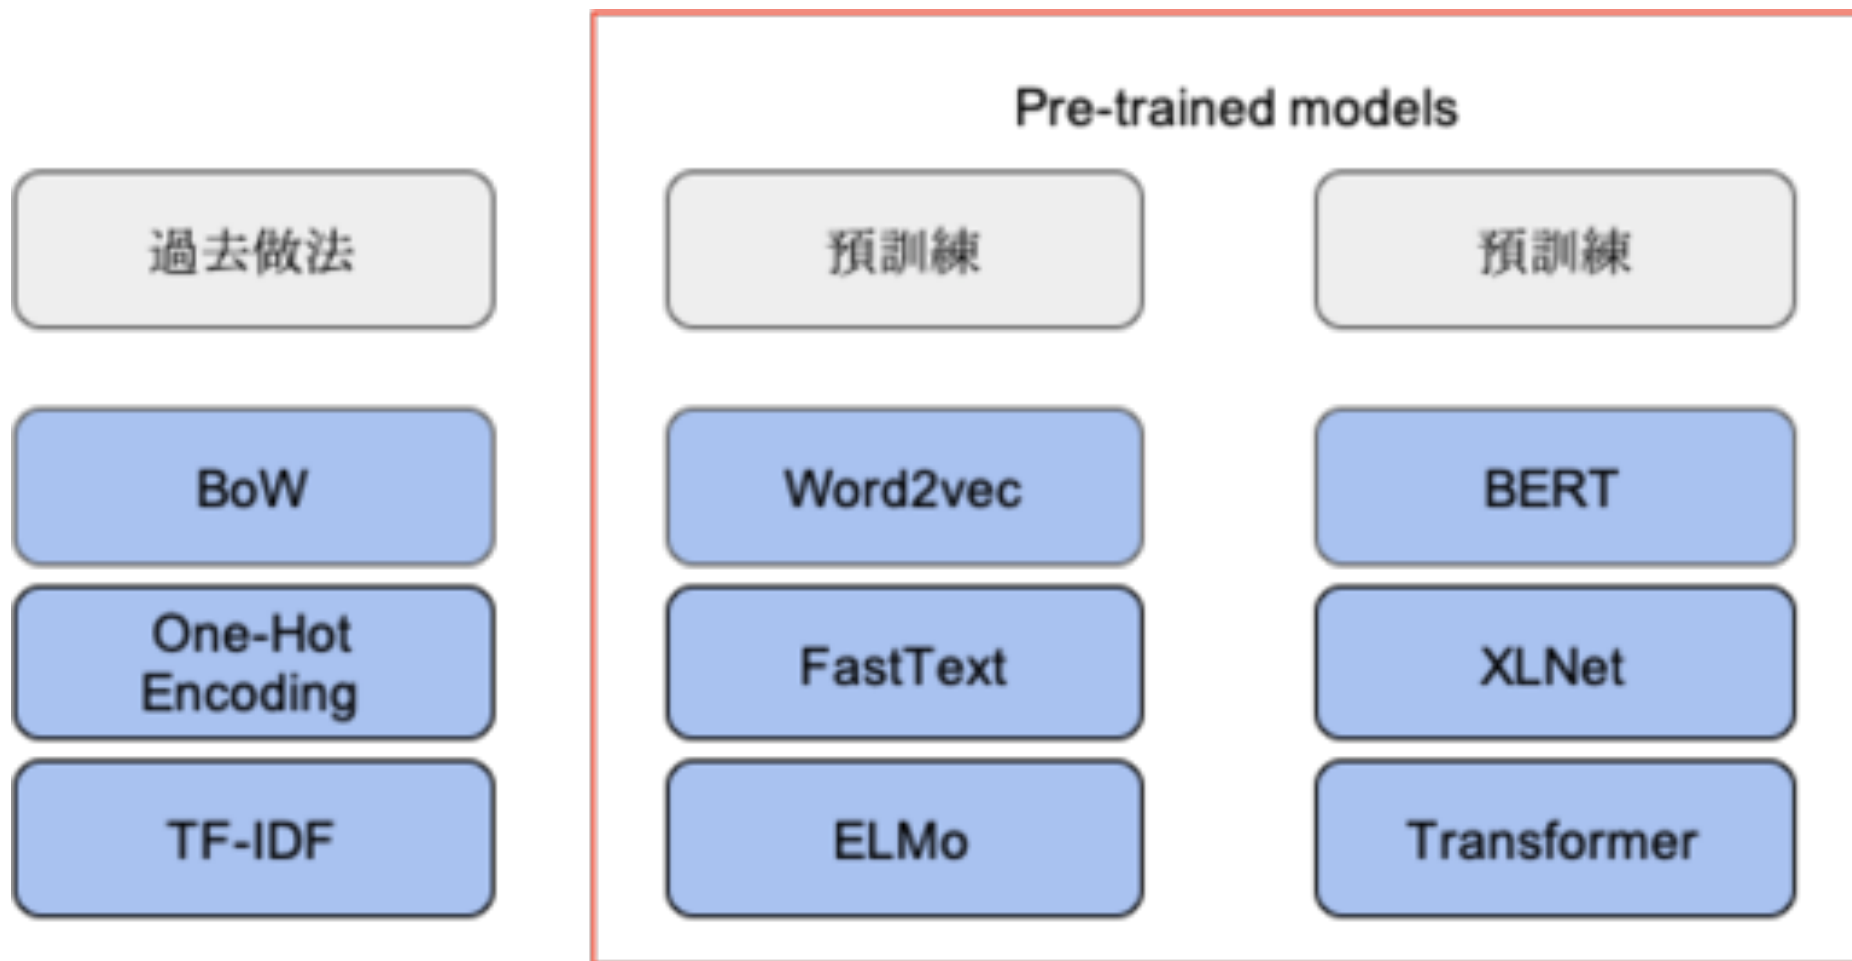 Pre-trained models
過去做法
預訓練
預訓練
BoW
Word2vec
BERT
One-Hot
Encoding
FastText
XLNet
TF-IDF
ELMo
Transformer